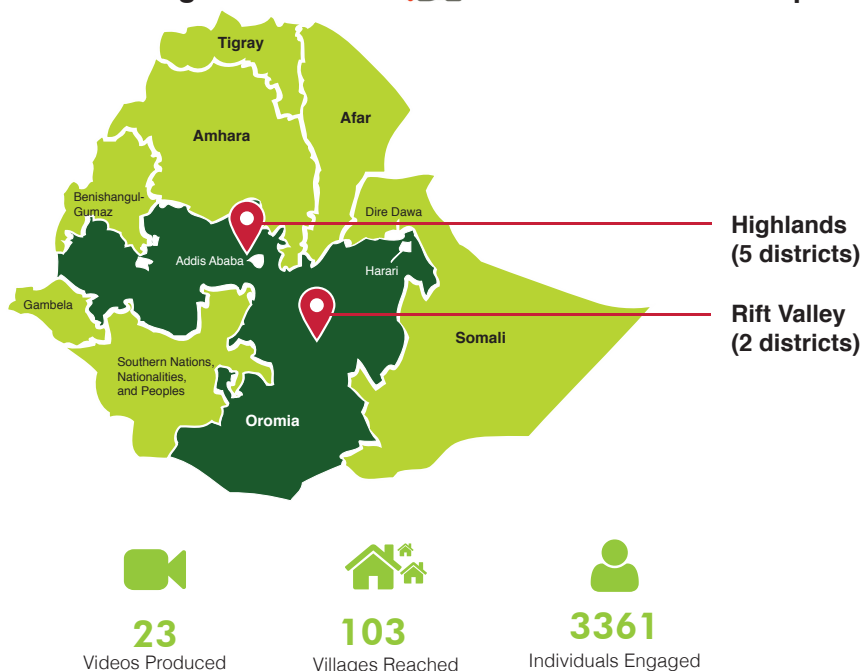 Tigray
Afar
Amhara
Benishangul-
Gumaz
Dire Dawa
Highlands
(5 districts)
Addis Ababa
Harari
Gambela
Rift Valley
(2 districts)
Somali
Southern Nations,
Nationalities,
and Peoples
Oromia
23
Videos Produced
103
Villages Reached
3361
Individuals Engaged